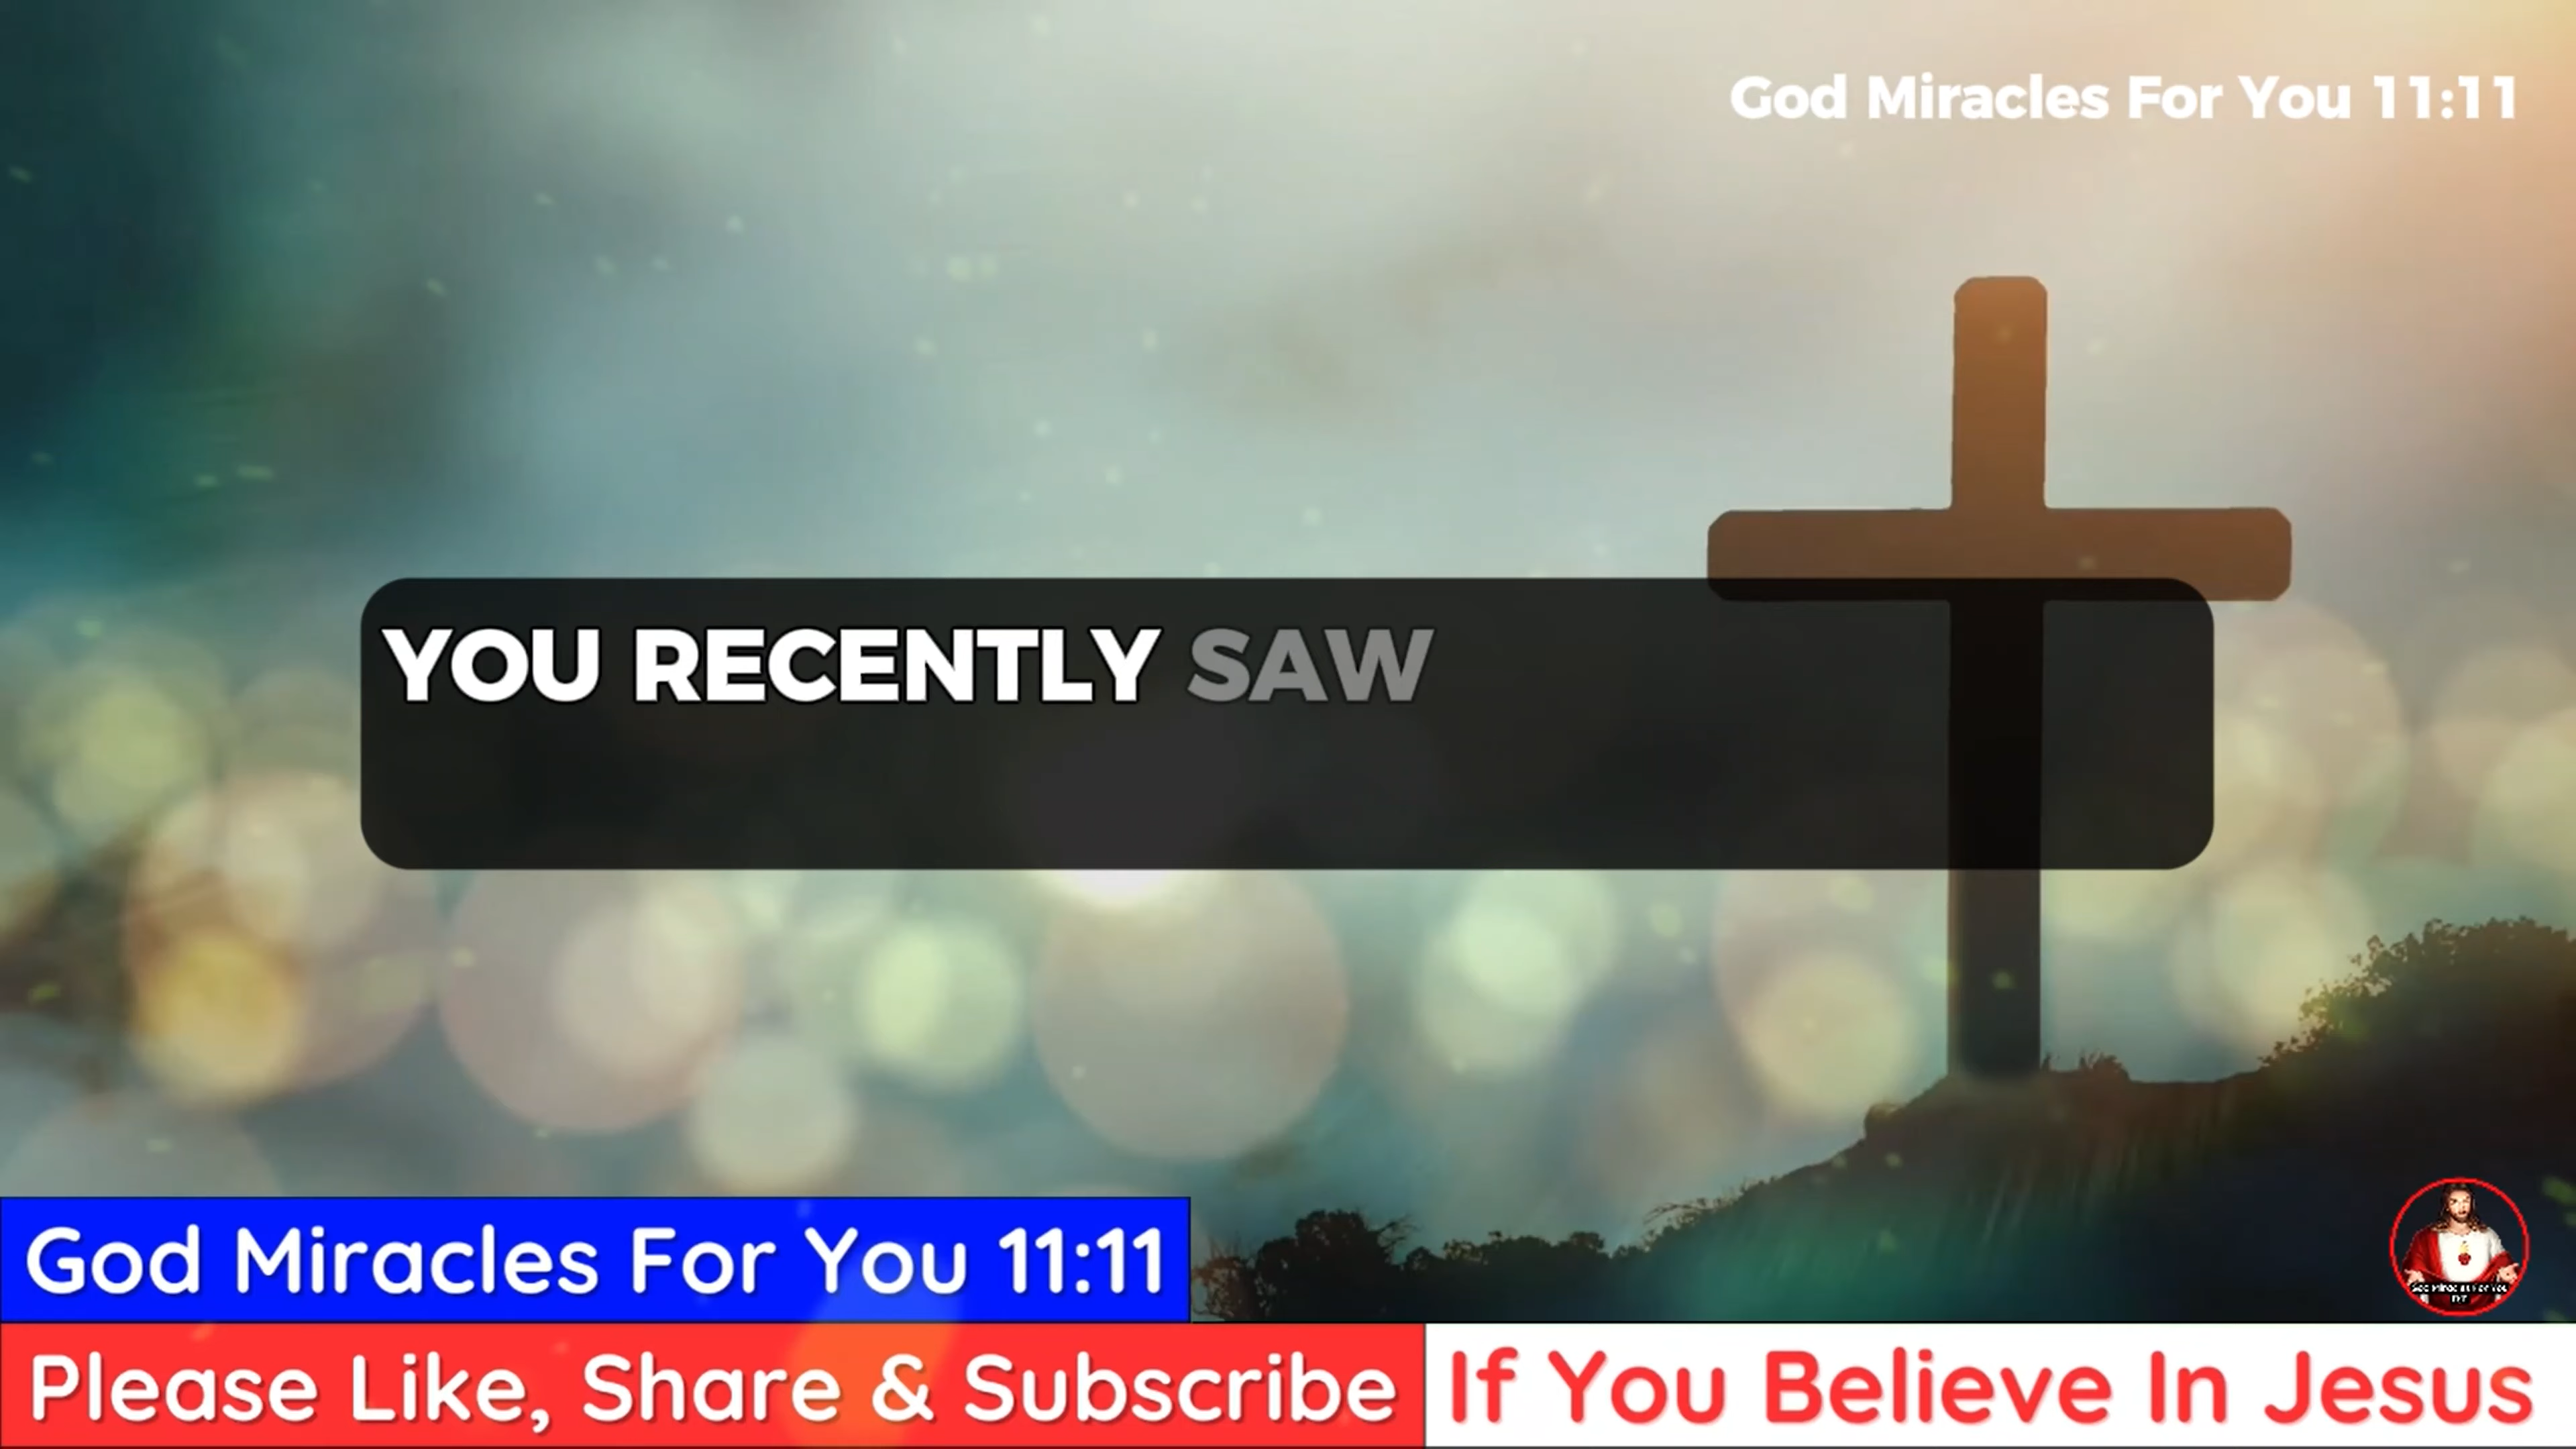 God Miracles For You 11:11
YOU RECENTLY SAW
God Miracles For You 11:11
Please Like, Share & Subscribe
If You Believe In Jesus